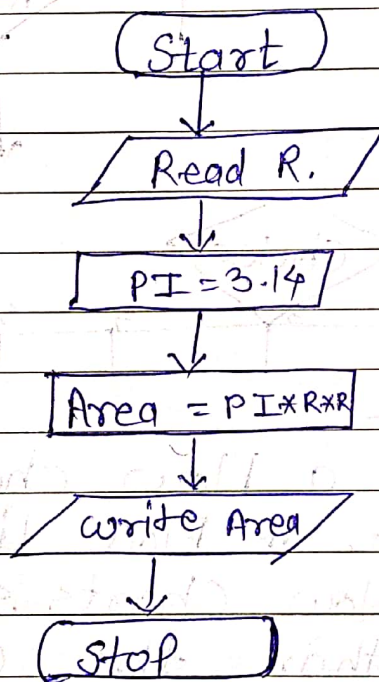 Start
Read R.
PI = 3.14
Area = PI*R*R
write Area
Stop